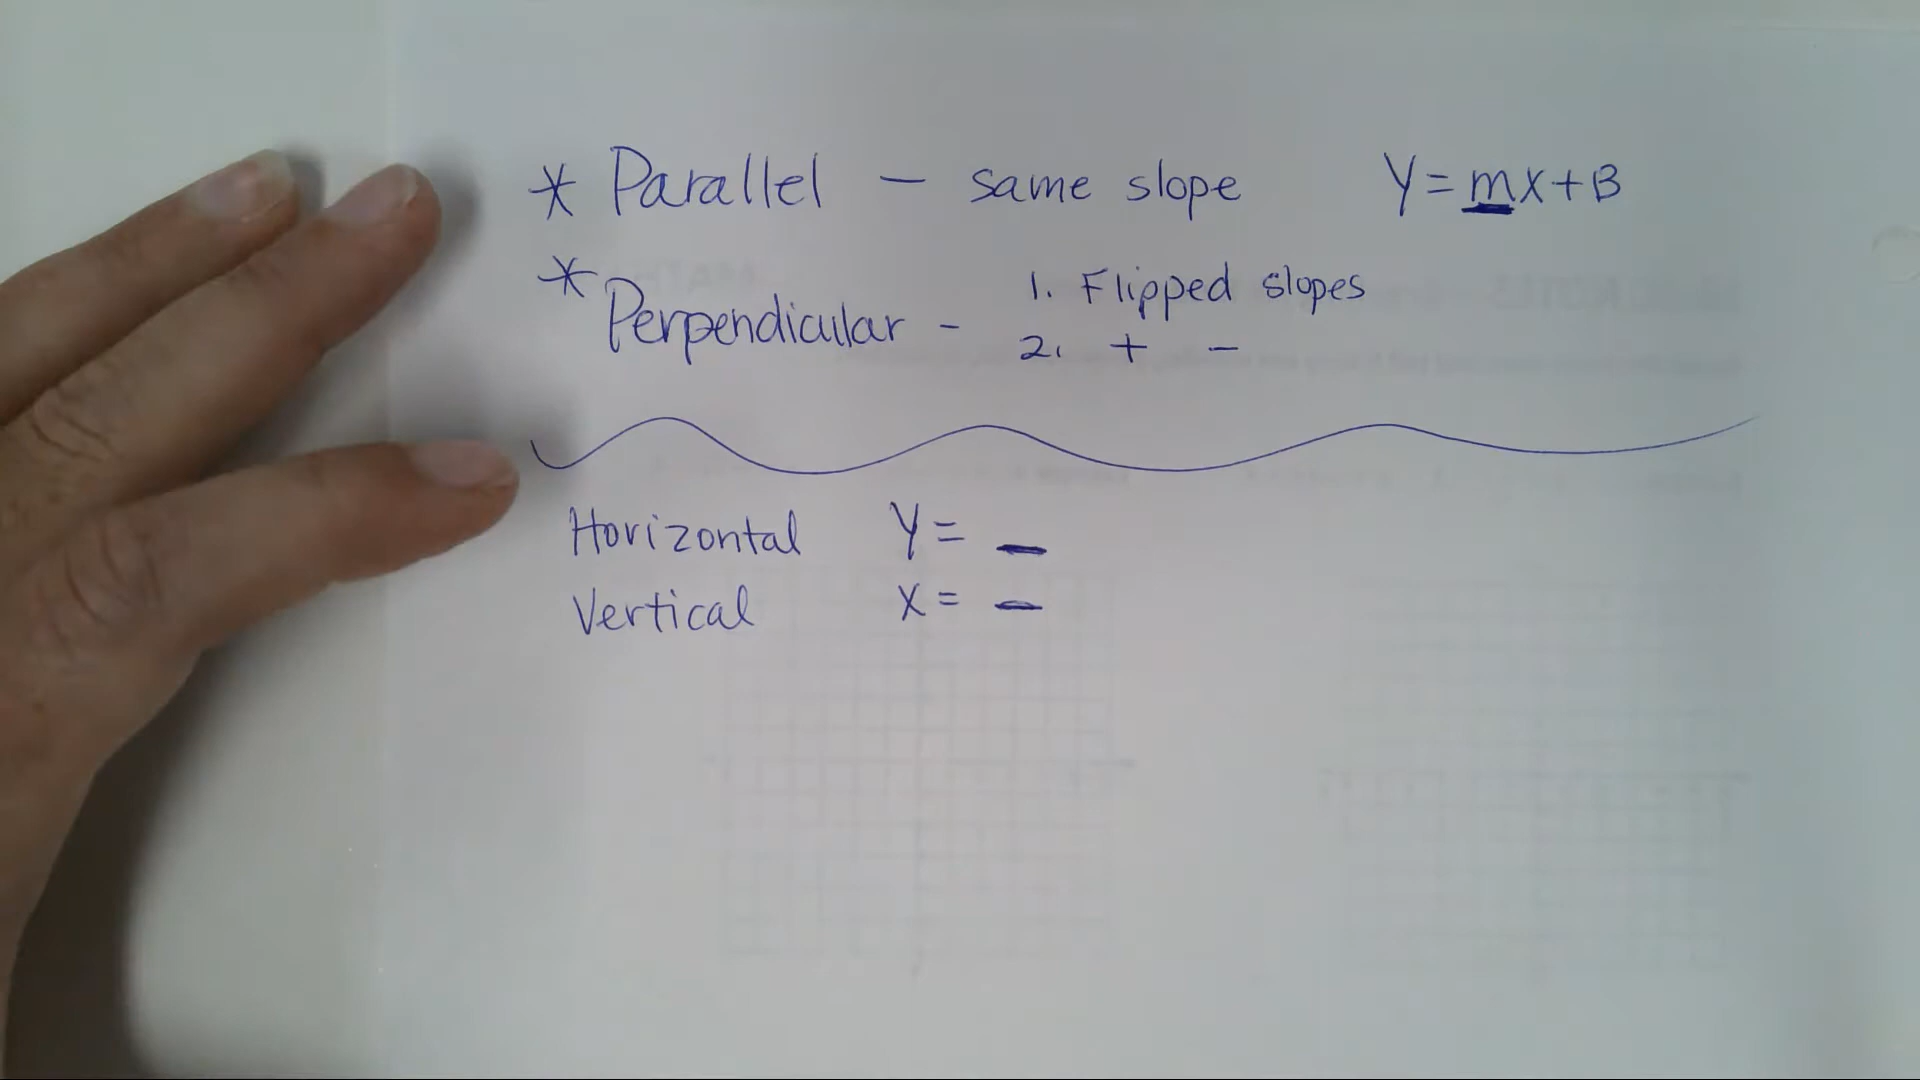 * Parallel — same slope Y = mx+B
* Perpendicular - 1. Flipped slopes
2. + −
Horizontal Y = _
Vertical X = _